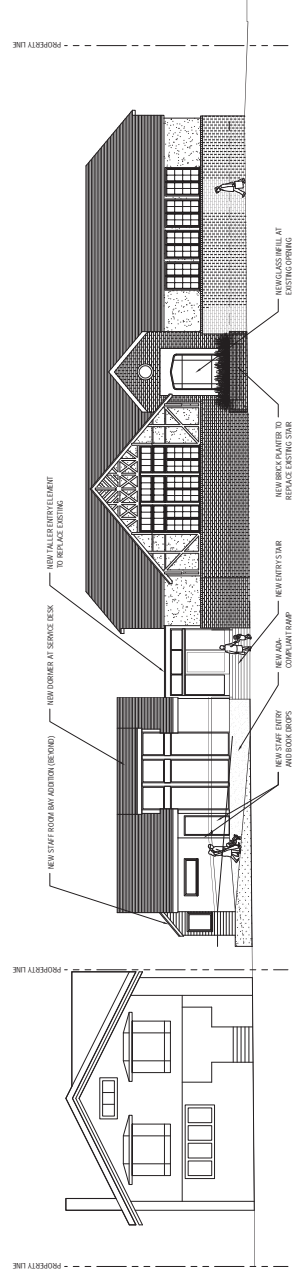 PROPERTY LINE
PROPERTY LINE
PROPERTY LINE
NEW STAFF ROOM BAY ADDITION (BEYOND)
NEW DORMER AT SERVICE DESK
NEW TALLER ENTRY ELEMENT
TO REPLACE EXISTING
NEW STAFF ENTRY
AND BOOK DROPS
NEW ADA-
COMPLIANT RAMP
NEW ENTRY STAIR
NEW BRICK PLANTER TO
REPLACE EXISTING STAIR
NEW GLASS INFILL AT
EXISTING OPENING